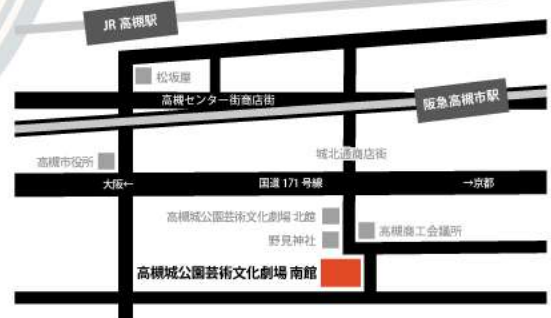 JR 高槻駅
松坂屋
高槻センター街商店街
阪急高槻市駅
高槻市役所
城北通商店街
大阪←
国道 171 号線
→京都
高槻城公園芸術文化劇場 北館
高槻商工会議所
野見神社
高槻城公園芸術文化劇場 南館